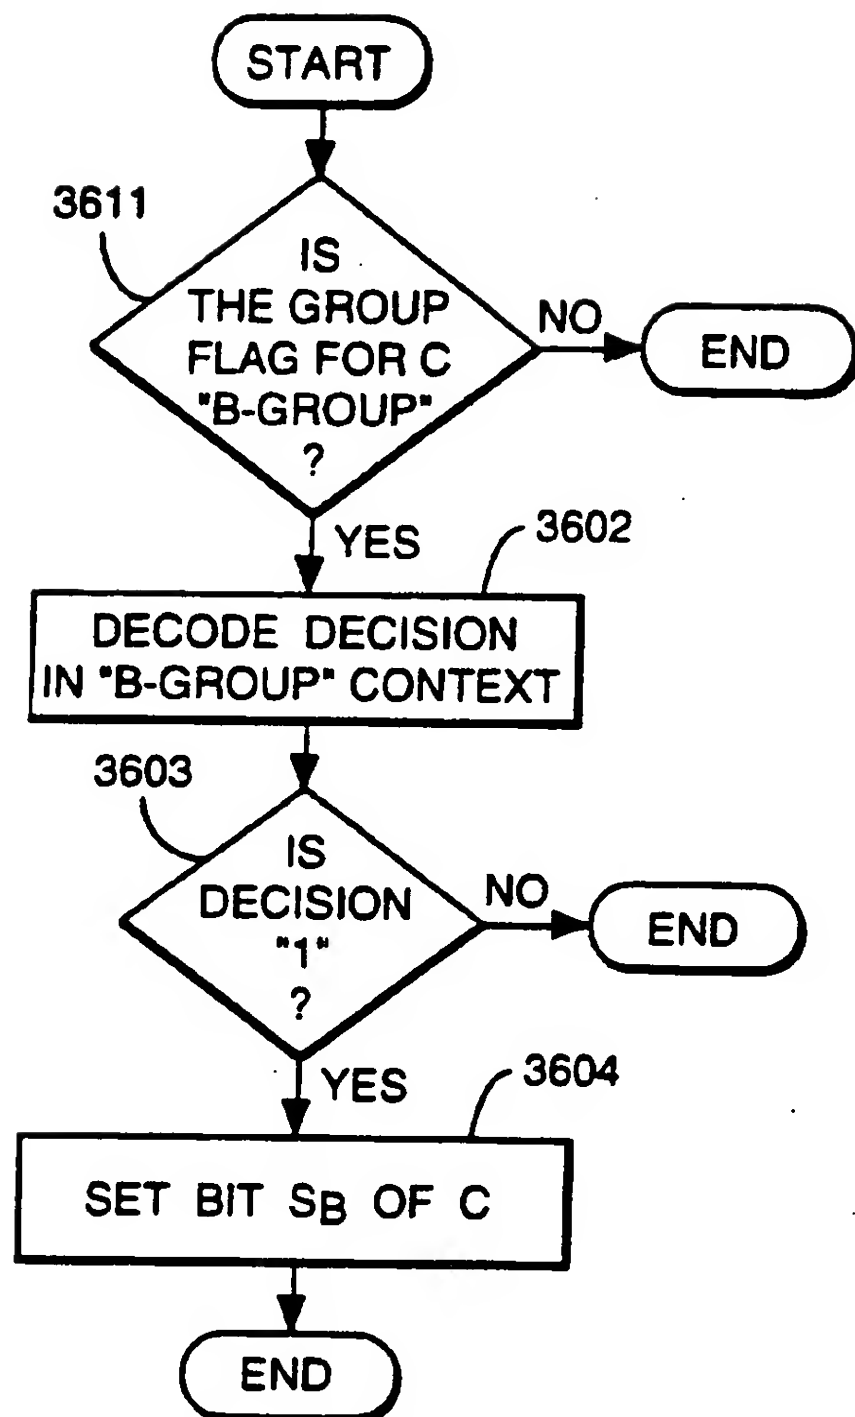 START
3611
IS
THE GROUP
FLAG FOR C
"B-GROUP"
?
NO
END
YES
3602
DECODE DECISION
IN "B-GROUP" CONTEXT
3603
IS
DECISION
"1"
?
NO
END
YES
3604
SET BIT SB OF C
END